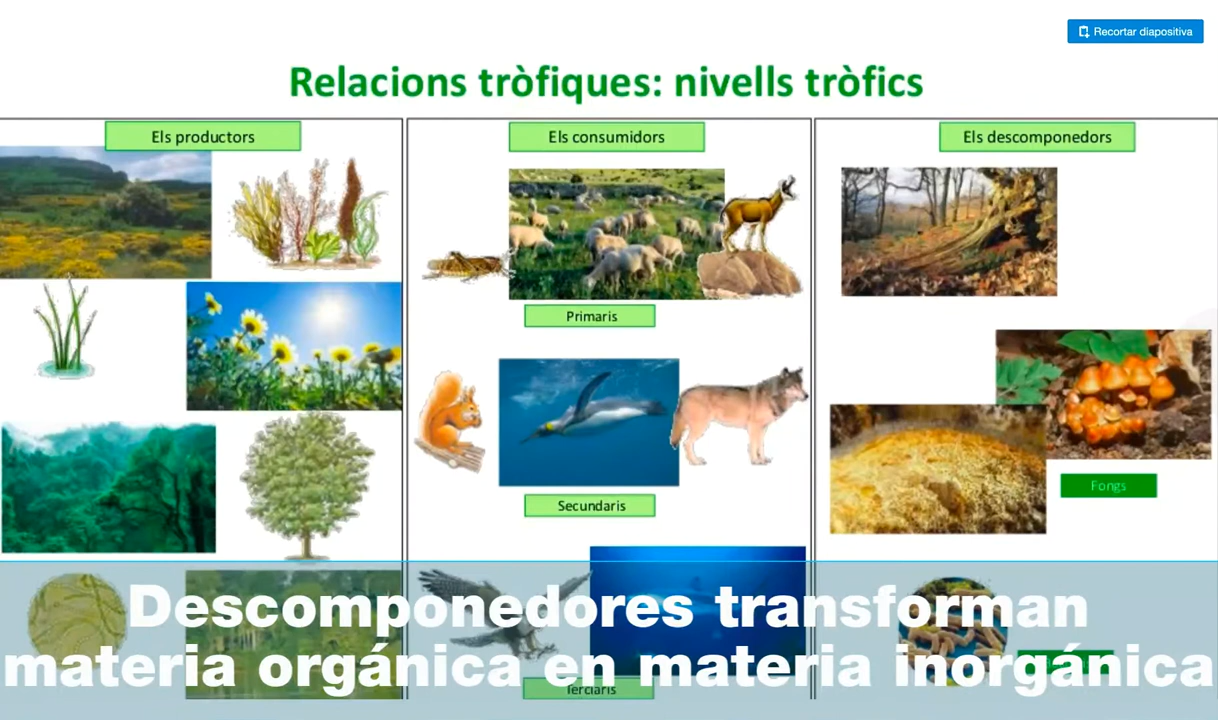 Recortar diapositiva
Relacions tròfiques: nivells tròfics
Els productors
Els consumidors
Els descomponedors
Primaris
Secundaris
Fongs
Terciaris
Descomponedores transforman
materia orgánica en materia inorgánica